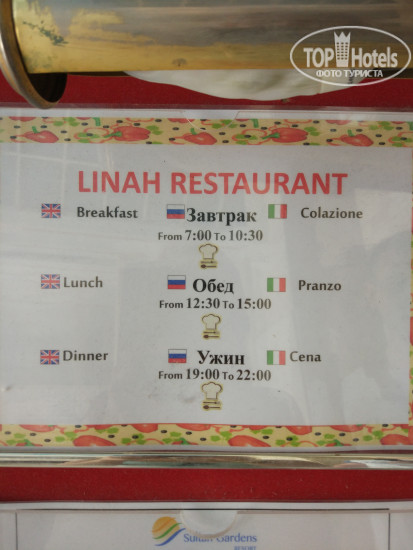 TOP Hotels
ФОТО ТУРИСТА
LINAH RESTAURANT
Breakfast Завтрак Colazione
From 7:00 To 10:30
Lunch Обед Pranzo
From 12:30 To 15:00
Dinner Ужин Cena
From 19:00 To 22:00
Sultan Gardens
RESORT